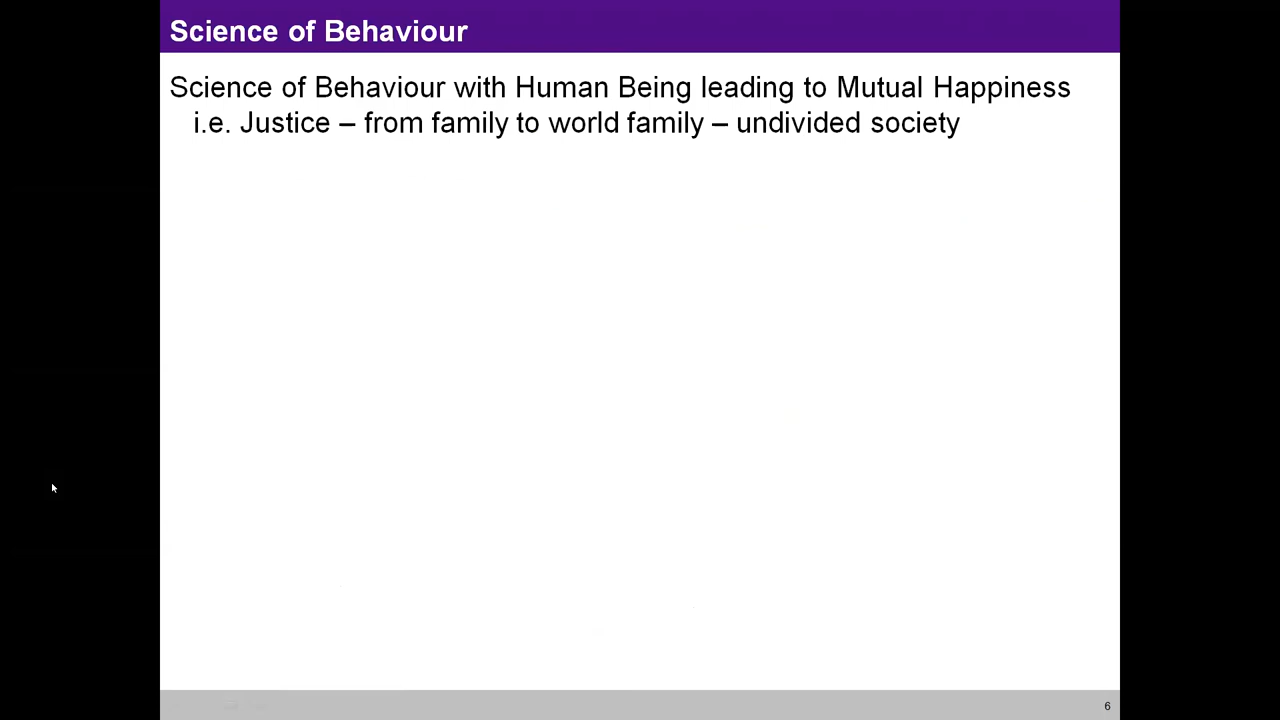 Science of Behaviour
Science of Behaviour with Human Being leading to Mutual Happiness
i.e. Justice – from family to world family – undivided society
6